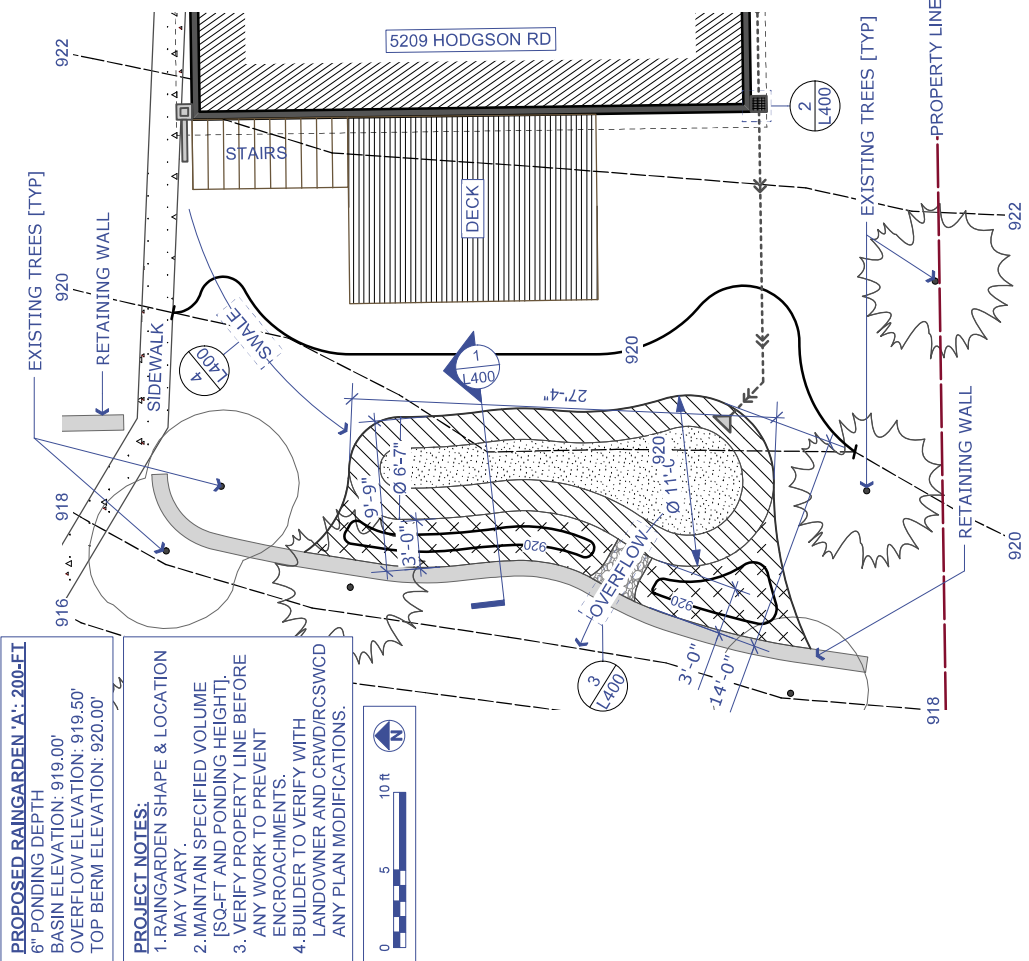 5209 HODGSON RD
STAIRS
DECK
2
L400
EXISTING TREES [TYP]
PROPERTY LINE
922
922
EXISTING TREES [TYP]
RETAINING WALL
920
SIDEWALK
SWALE
4
L400
1
L400
920
27'-4"
918
916
9'-9"
Ø 6'-7"
3'-0"
920
Ø 11'-0
920
OVERFLOW
920
3'-0"
14'-0"
3
L400
RETAINING WALL
920
918
PROPOSED RAINGARDEN 'A': 200-FT
6" PONDING DEPTH
BASIN ELEVATION: 919.00'
OVERFLOW ELEVATION: 919.50'
TOP BERM ELEVATION: 920.00'
PROJECT NOTES:
1. RAINGARDEN SHAPE & LOCATION
MAY VARY.
2. MAINTAIN SPECIFIED VOLUME
[SQ-FT AND PONDING HEIGHT].
3. VERIFY PROPERTY LINE BEFORE
ANY WORK TO PREVENT
ENCROACHMENTS.
4. BUILDER TO VERIFY WITH
LANDOWNER AND CRWD/RCSWCD
ANY PLAN MODIFICATIONS.
N
0 5 10 ft